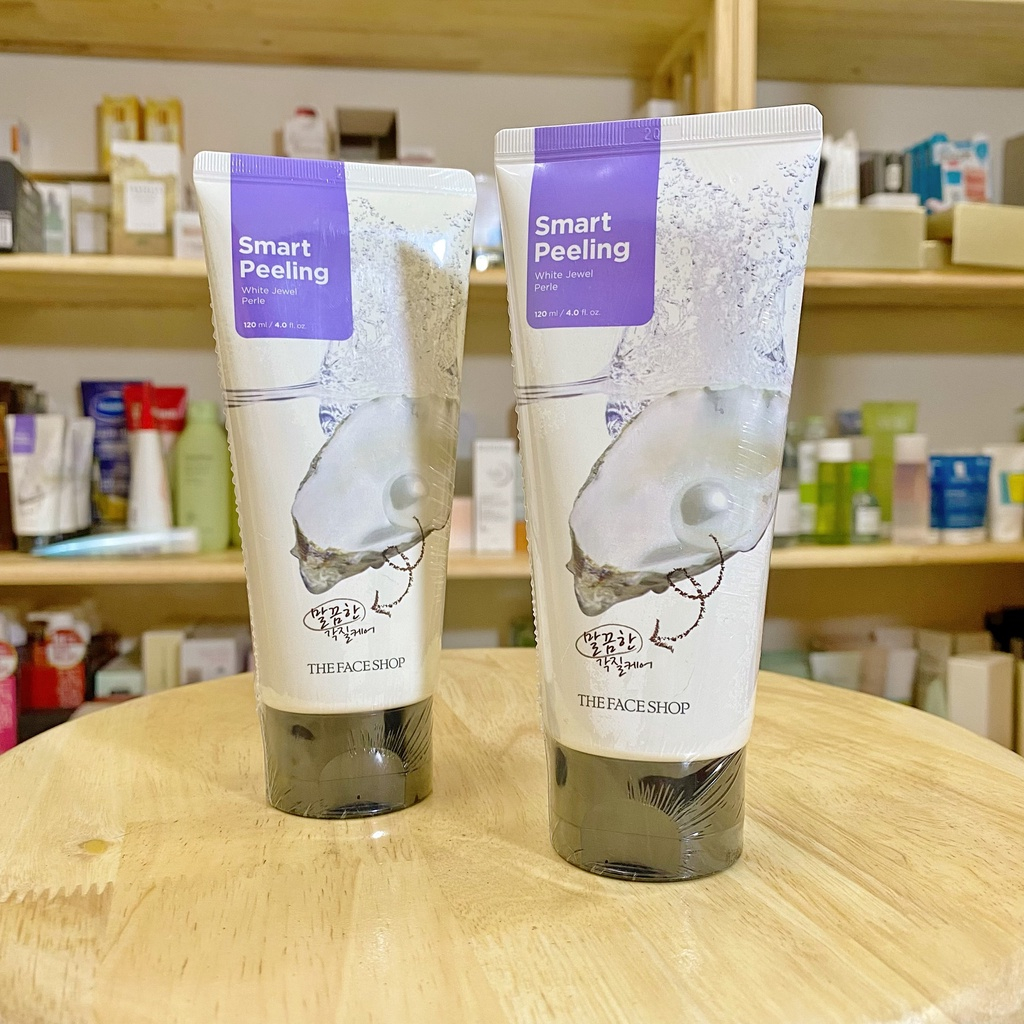 Smart
Peeling
White Jewel
Perle
120 ml / 4.0 fl. oz.
말끔한
각질케어
THE FACE SHOP
20
Smart
Peeling
White Jewel
Perle
120 ml / 4.0 fl. oz.
말끔한
각질케어
THE FACE SHOP